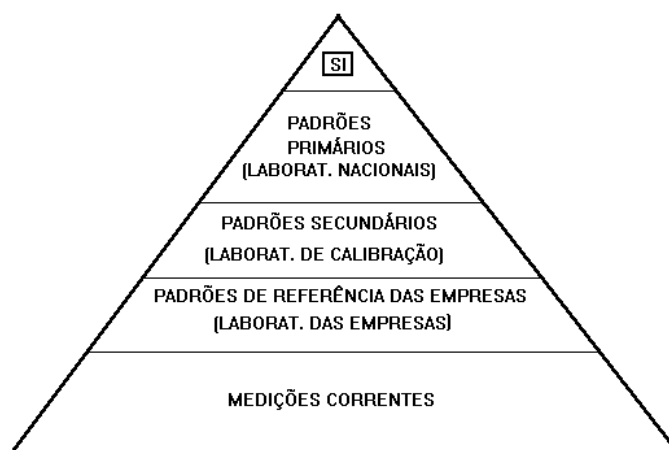 SI
PADRÕES
PRIMÁRIOS
(LABORAT. NACIONAIS)
PADRÕES SECUNDÁRIOS
(LABORAT. DE CALIBRAÇÃO)
PADRÕES DE REFERÊNCIA DAS EMPRESAS
(LABORAT. DAS EMPRESAS)
MEDIÇÕES CORRENTES